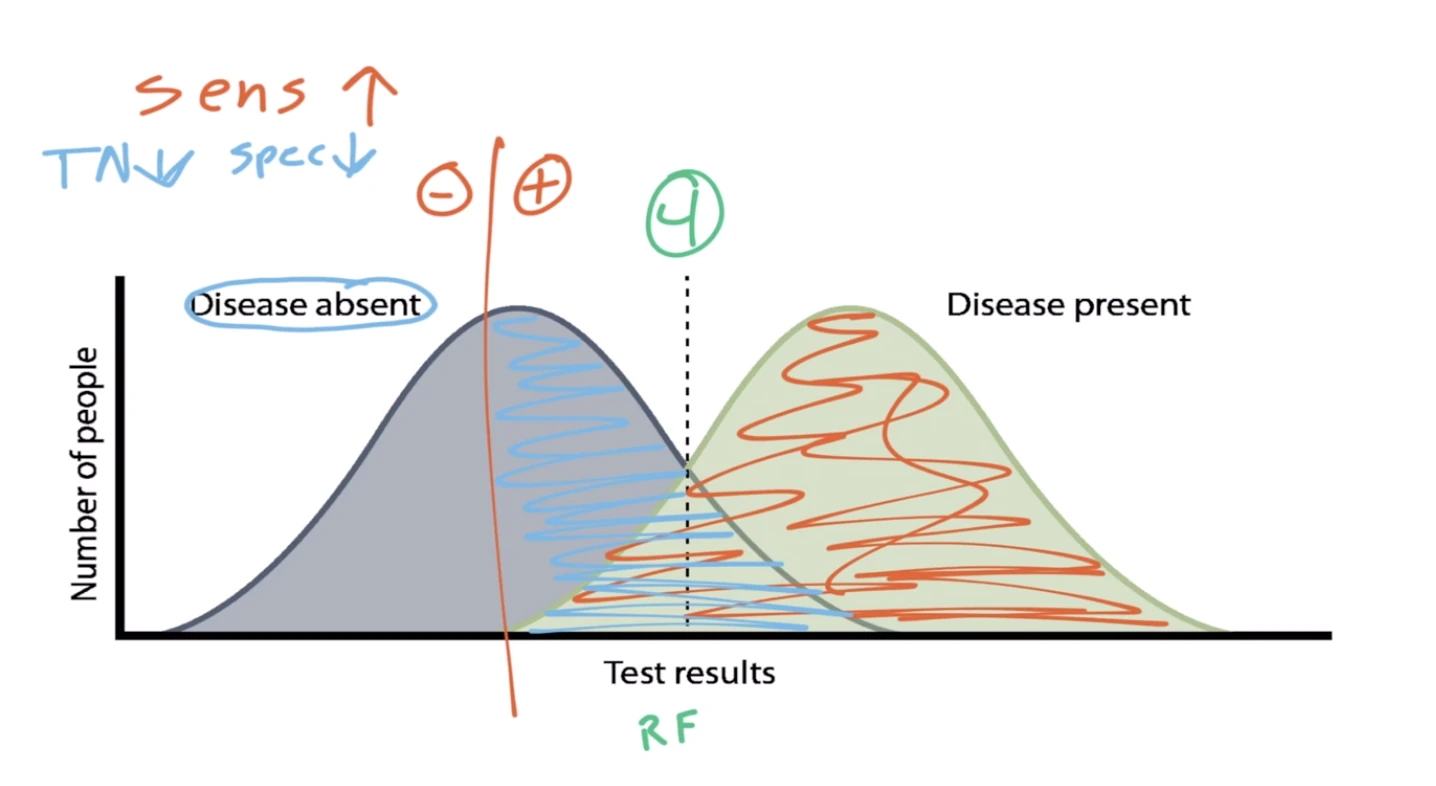 Sens ↑
TN↓ spec↓
- +
4
Disease absent
Disease present
Number of people
Test results
RF